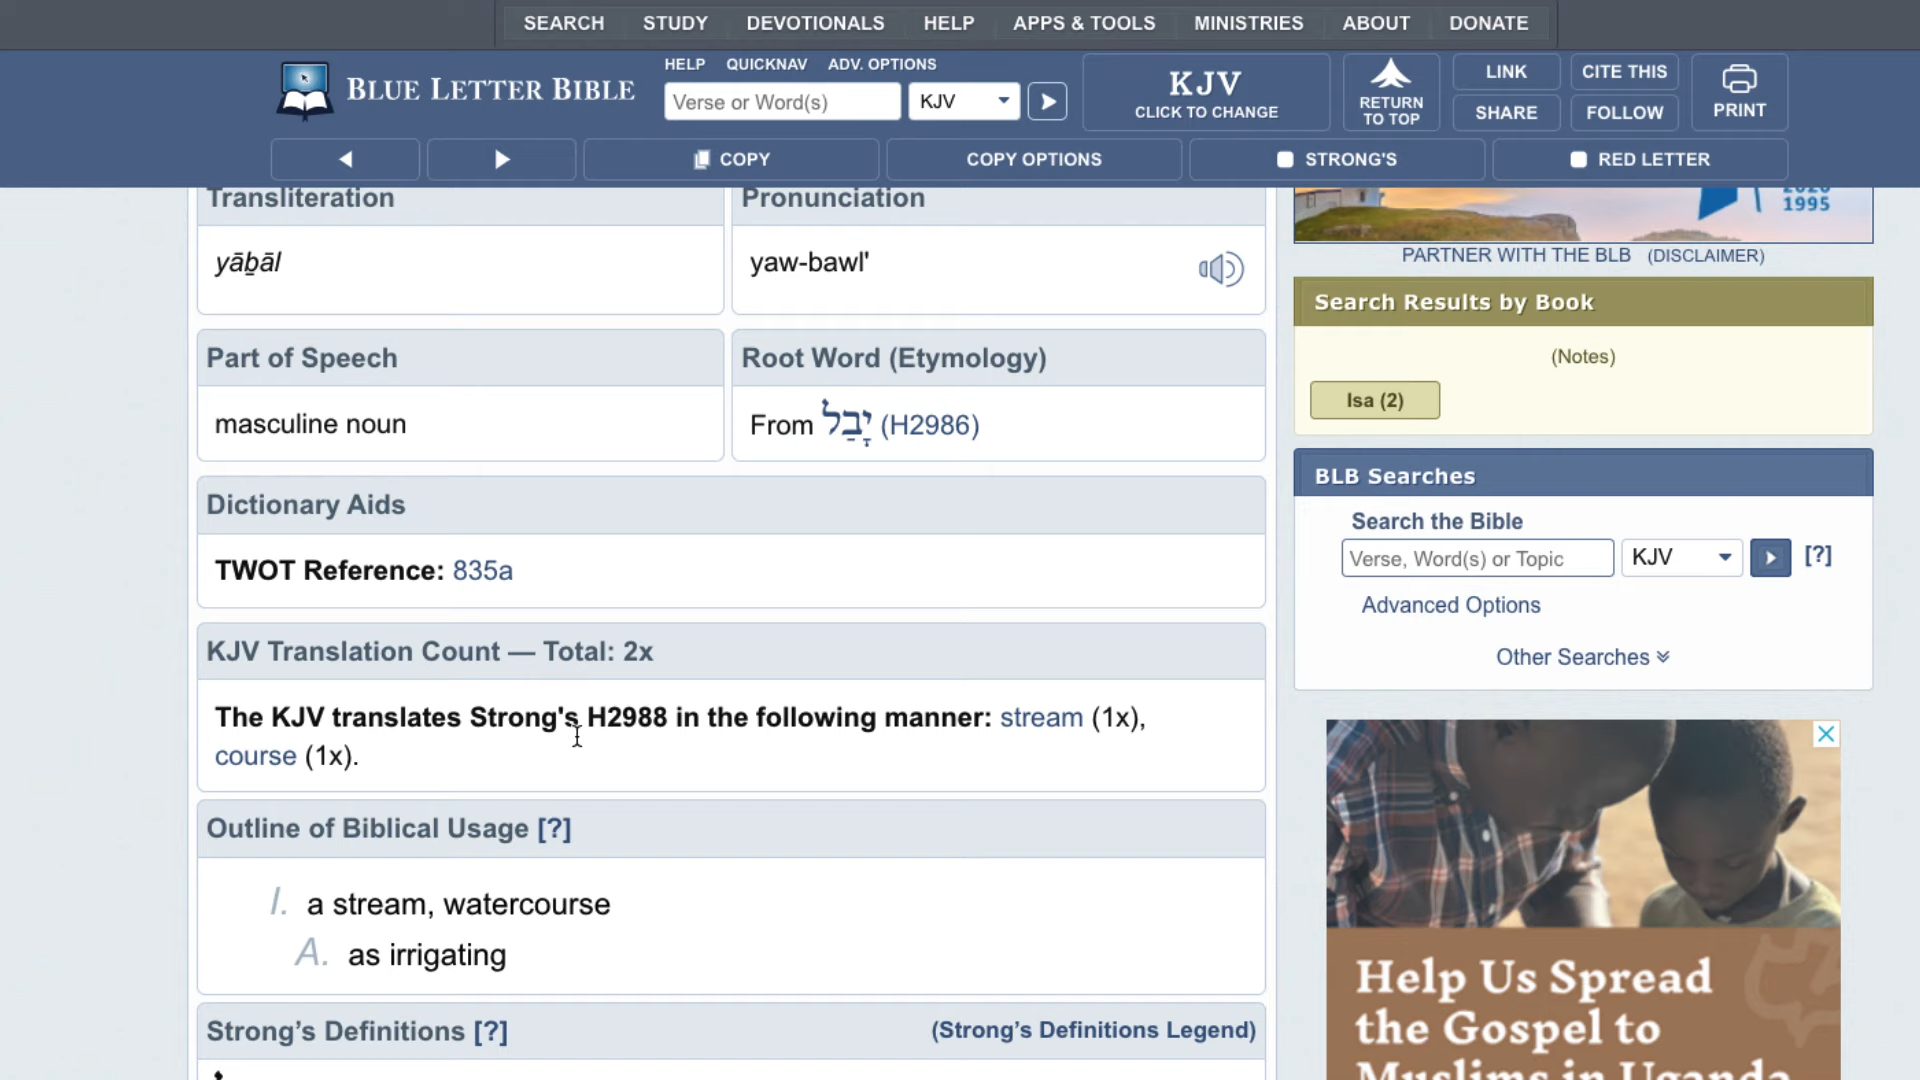 SEARCH STUDY DEVOTIONALS HELP APPS & TOOLS MINISTRIES ABOUT DONATE
BLUE LETTER BIBLE
HELP QUICKNAV ADV. OPTIONS
Verse or Word(s) KJV
KJV
CLICK TO CHANGE
RETURN
TO TOP
LINK
CITE THIS
SHARE
FOLLOW
PRINT
COPY COPY OPTIONS STRONG'S RED LETTER
Transliteration
yāḇāl
Pronunciation
yaw-bawl'
Part of Speech
masculine noun
Root Word (Etymology)
From יָבַל (H2986)
Dictionary Aids
TWOT Reference: 835a
KJV Translation Count — Total: 2x
The KJV translates Strong's H2988 in the following manner: stream (1x),
course (1x).
Outline of Biblical Usage [?]
I. a stream, watercourse
A. as irrigating
Strong’s Definitions [?] (Strong’s Definitions Legend)
1995
PARTNER WITH THE BLB (DISCLAIMER)
Search Results by Book
(Notes)
Isa (2)
BLB Searches
Search the Bible
Verse, Word(s) or Topic KJV [?]
Advanced Options
Other Searches
Help Us Spread
the Gospel to
Muslims in Uganda